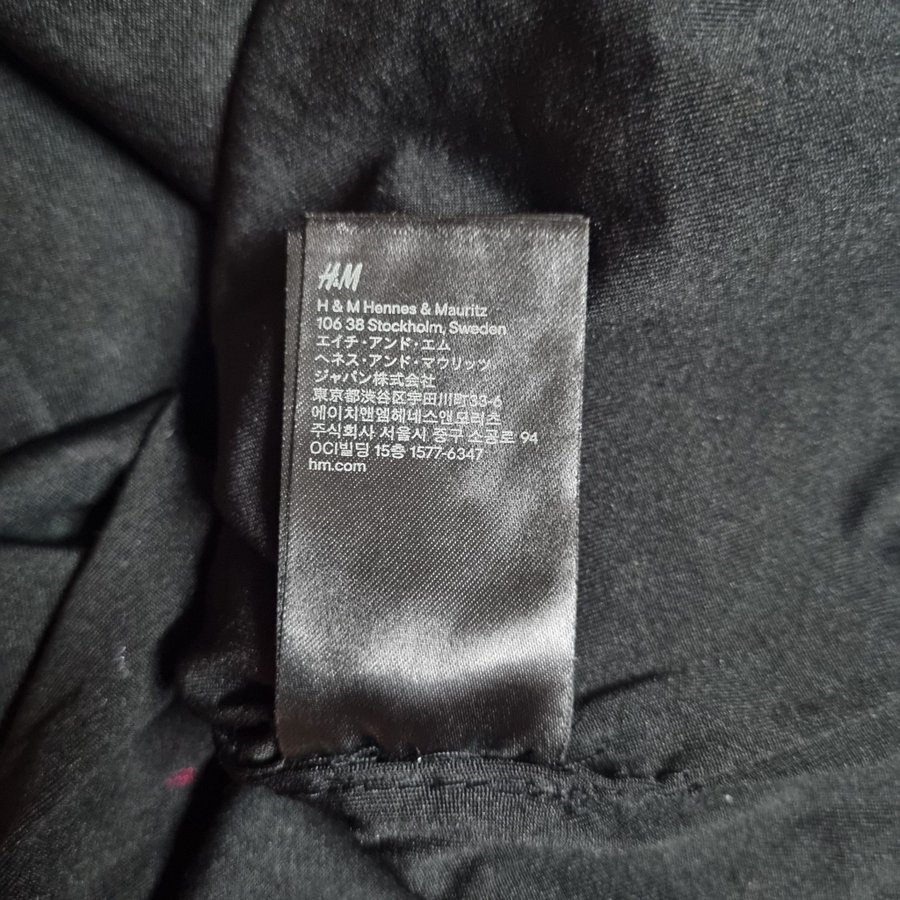 H&M
H & M Hennes & Mauritz
106 38 Stockholm, Sweden
エイチ・アンド・エム
ヘネス・アンド・マウリッツ
ジャパン株式会社
東京都渋谷区宇田川町33-6
에이치앤엠헤네스앤모리츠
주식회사 서울시 중구 소공로 94
OCI빌딩 15층 1577-6347
hm.com